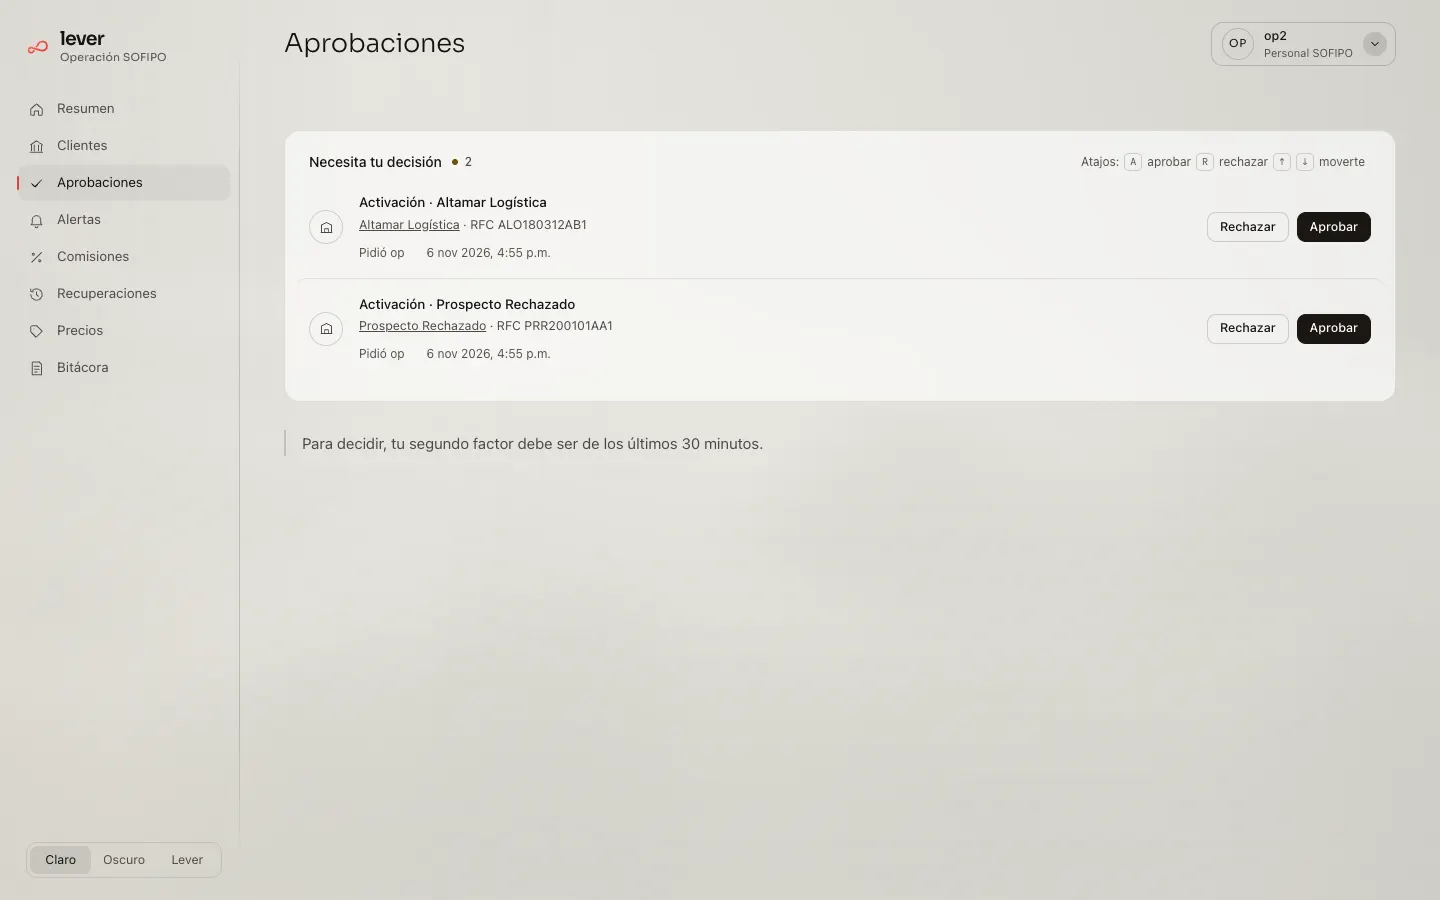 lever
Operación SOFIPO
Resumen
Clientes
Aprobaciones
Alertas
Comisiones
Recuperaciones
Precios
Bitácora
Claro Oscuro Lever
Aprobaciones
OP
op2
Personal SOFIPO
Necesita tu decisión 2
Atajos: A aprobar R rechazar ↑ ↓ moverte
Activación · Altamar Logística
Altamar Logística · RFC ALO180312AB1
Pidió op 6 nov 2026, 4:55 p.m.
Rechazar Aprobar
Activación · Prospecto Rechazado
Prospecto Rechazado · RFC PRR200101AA1
Pidió op 6 nov 2026, 4:55 p.m.
Rechazar Aprobar
Para decidir, tu segundo factor debe ser de los últimos 30 minutos.